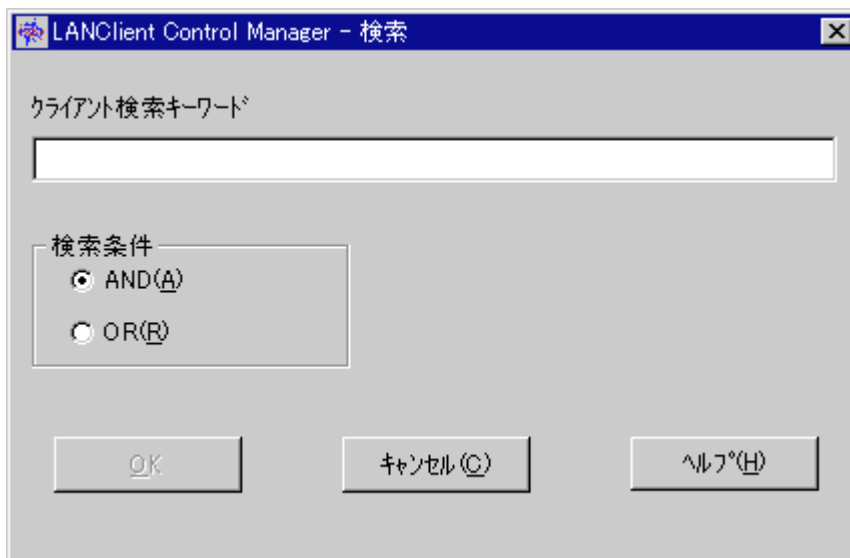 LANClient Control Manager - 検索
ｸﾗｲｱﾝﾄ検索ｷｰﾜｰﾄﾞ
検索条件
AND(A)
OR(R)
OK
ｷｬﾝｾﾙ(C)
ﾍﾙﾌﾟ(H)